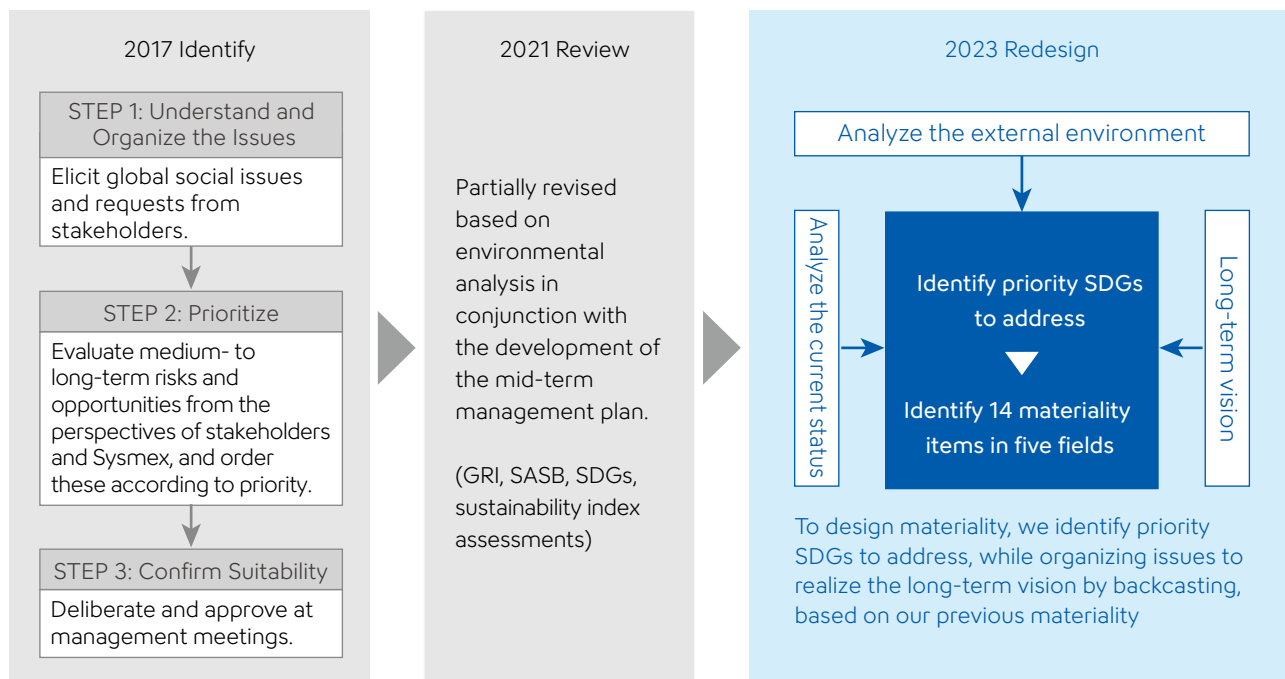 2017 Identify
STEP 1: Understand and
Organize the Issues
Elicit global social issues
and requests from
stakeholders.
STEP 2: Prioritize
Evaluate medium- to
long-term risks and
opportunities from the
perspectives of stakeholders
and Sysmex, and order
these according to priority.
STEP 3: Confirm Suitability
Deliberate and approve at
management meetings.
2021 Review
Partially revised
based on
environmental
analysis in
conjunction with
the development of
the mid-term
management plan.
(GRI, SASB, SDGs,
sustainability index
assessments)
2023 Redesign
Analyze the external environment
Analyze the current status
Identify priority SDGs
to address
Identify 14 materiality
items in five fields
Long-term vision
To design materiality, we identify priority
SDGs to address, while organizing issues to
realize the long-term vision by backcasting,
based on our previous materiality